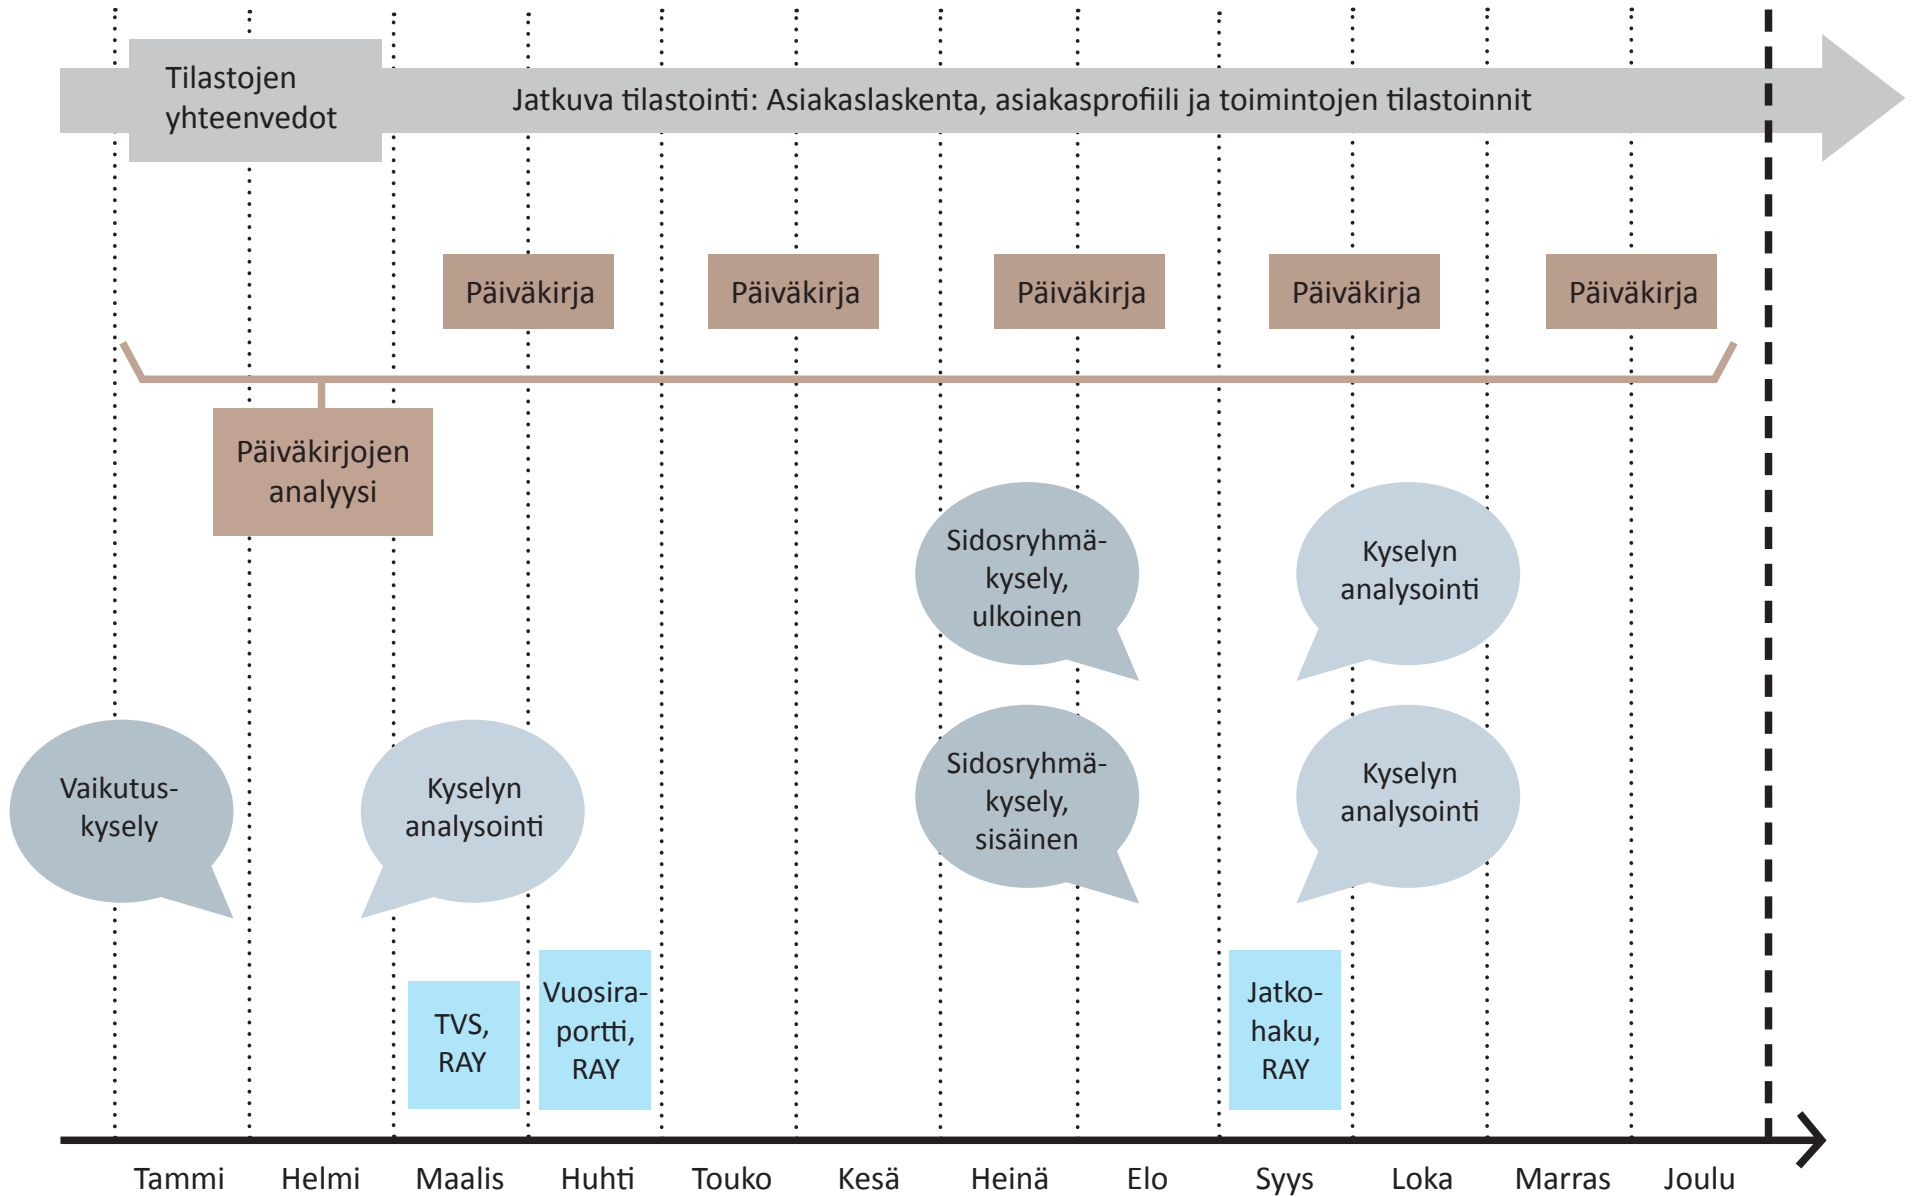 Tilastojen
yhteenvedot
Jatkuva tilastointi: Asiakaslaskenta, asiakasprofiili ja toimintojen tilastoinnit
Päiväkirja
Päiväkirja
Päiväkirja
Päiväkirja
Päiväkirja
Päiväkirjojen
analyysi
Sidosryhmä-
kysely,
ulkoinen
Kyselyn
analysointi
Vaikutus-
kysely
Kyselyn
analysointi
Sidosryhmä-
kysely,
sisäinen
Kyselyn
analysointi
TVS,
RAY
Vuosira-
portti,
RAY
Jatko-
haku,
RAY
Tammi Helmi Maalis Huhti Touko Kesä Heinä Elo Syys Loka Marras Joulu